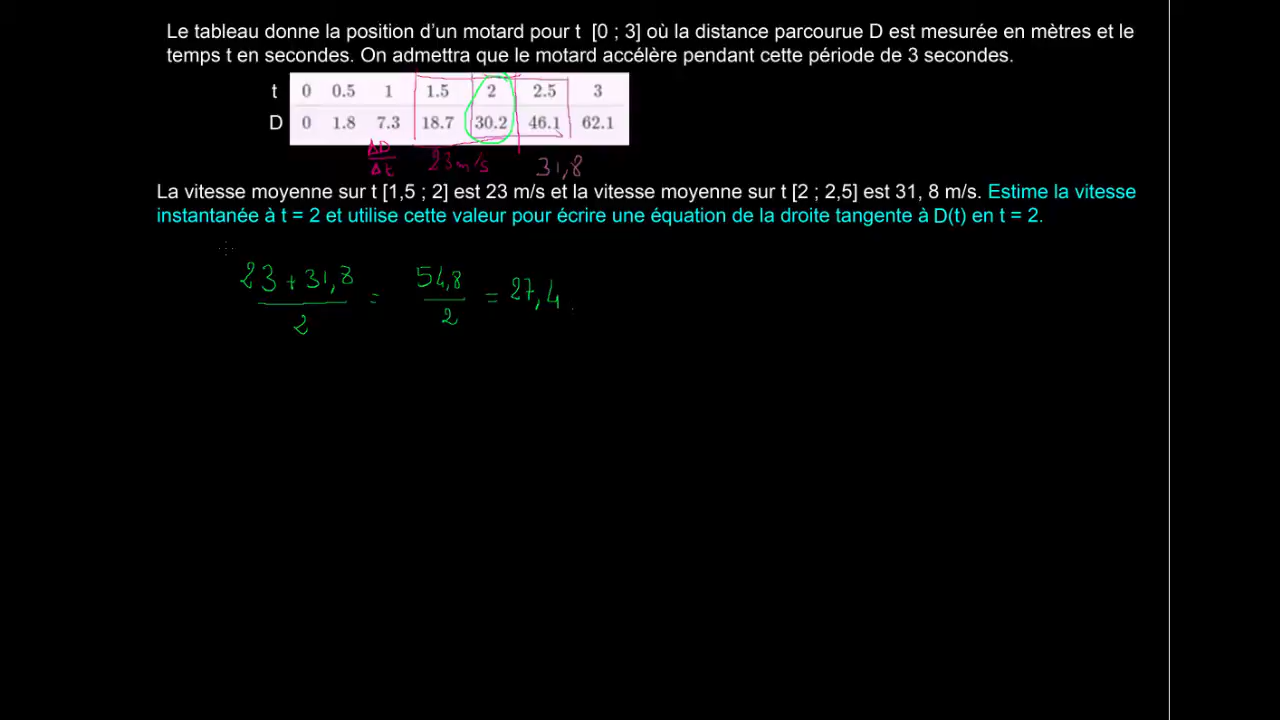 Le tableau donne la position d'un motard pour t [0 ; 3] où la distance parcourue D est mesurée en mètres et le
temps t en secondes. On admettra que le motard accélère pendant cette période de 3 secondes.
t 0 0.5 1 1.5 2 2.5 3
D 0 1.8 7.3 18.7 30.2 46.1 62.1
ΔD/Δt 23 m/s 31,8
La vitesse moyenne sur t [1,5 ; 2] est 23 m/s et la vitesse moyenne sur t [2 ; 2,5] est 31, 8 m/s. Estime la vitesse
instantanée à t = 2 et utilise cette valeur pour écrire une équation de la droite tangente à D(t) en t = 2.
23 + 31,8 / 2 = 54,8 / 2 = 27,4